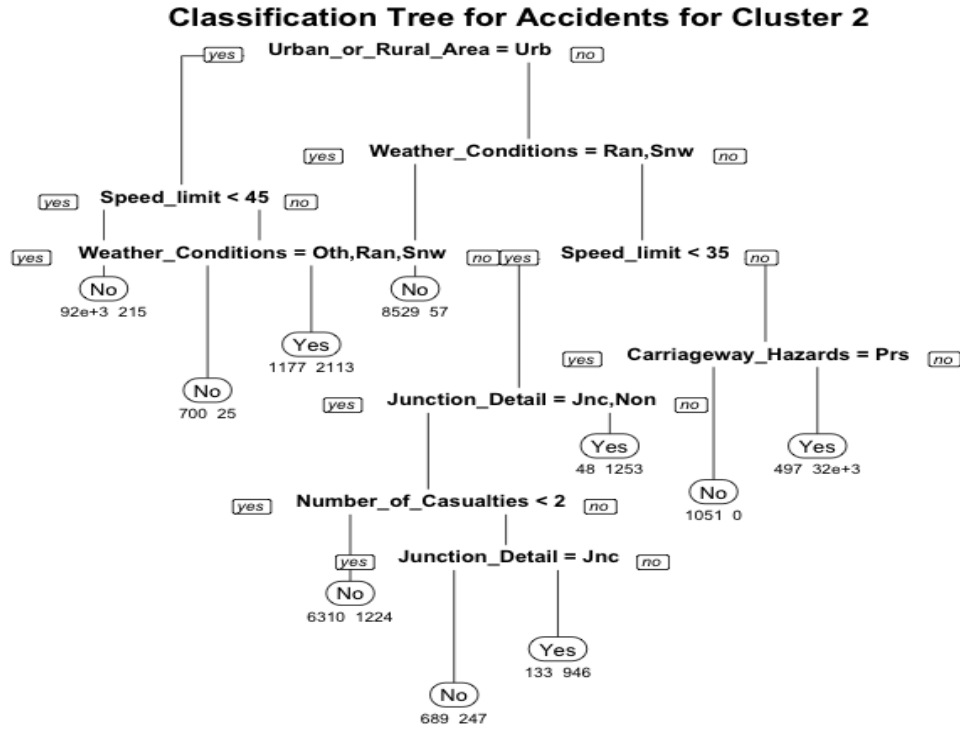 Classification Tree for Accidents for Cluster 2
yes Urban_or_Rural_Area = Urb no
yes Weather_Conditions = Ran,Snw no
yes Speed_limit < 45 no
yes Weather_Conditions = Oth,Ran,Snw no yes Speed_limit < 35 no
No
92e+3 215
No
8529 57
Yes
1177 2113
yes Carriageway_Hazards = Prs no
No
700 25
yes Junction_Detail = Jnc,Non no
Yes
48 1253
Yes
497 32e+3
No
1051 0
yes Number_of_Casualties < 2 no
yes Junction_Detail = Jnc no
No
6310 1224
Yes
133 946
No
689 247